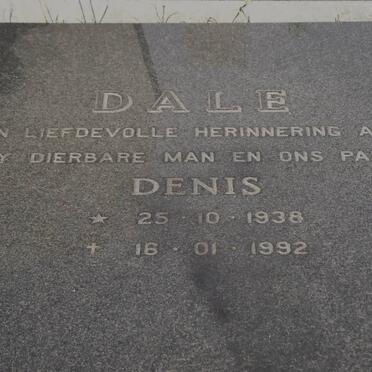 DALE
N LIEFDEVOLLE HERINNERING A
Y DIERBARE MAN EN ONS PA
DENIS
★ 25 · 10 · 1938
✝ 16 · 01 · 1992